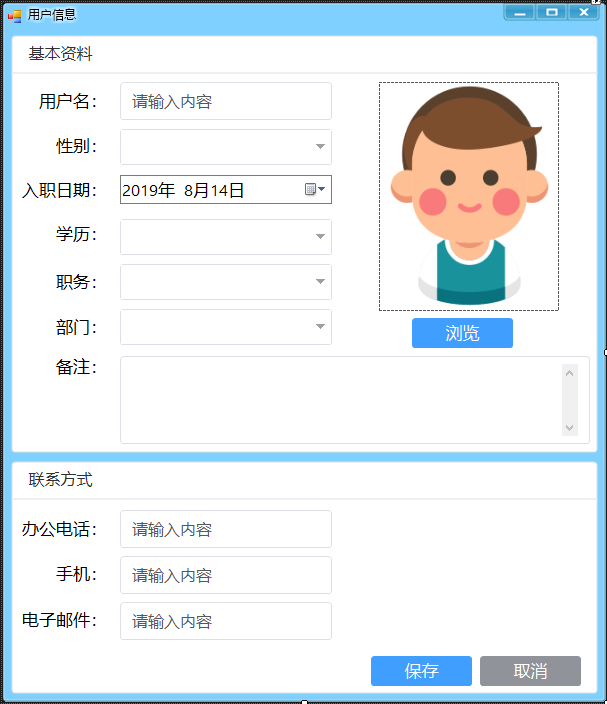 用户信息
基本资料
用户名： 请输入内容
性别：
入职日期： 2019年 8月14日
学历：
职务：
部门：
浏览
备注：
联系方式
办公电话： 请输入内容
手机： 请输入内容
电子邮件： 请输入内容
保存 取消